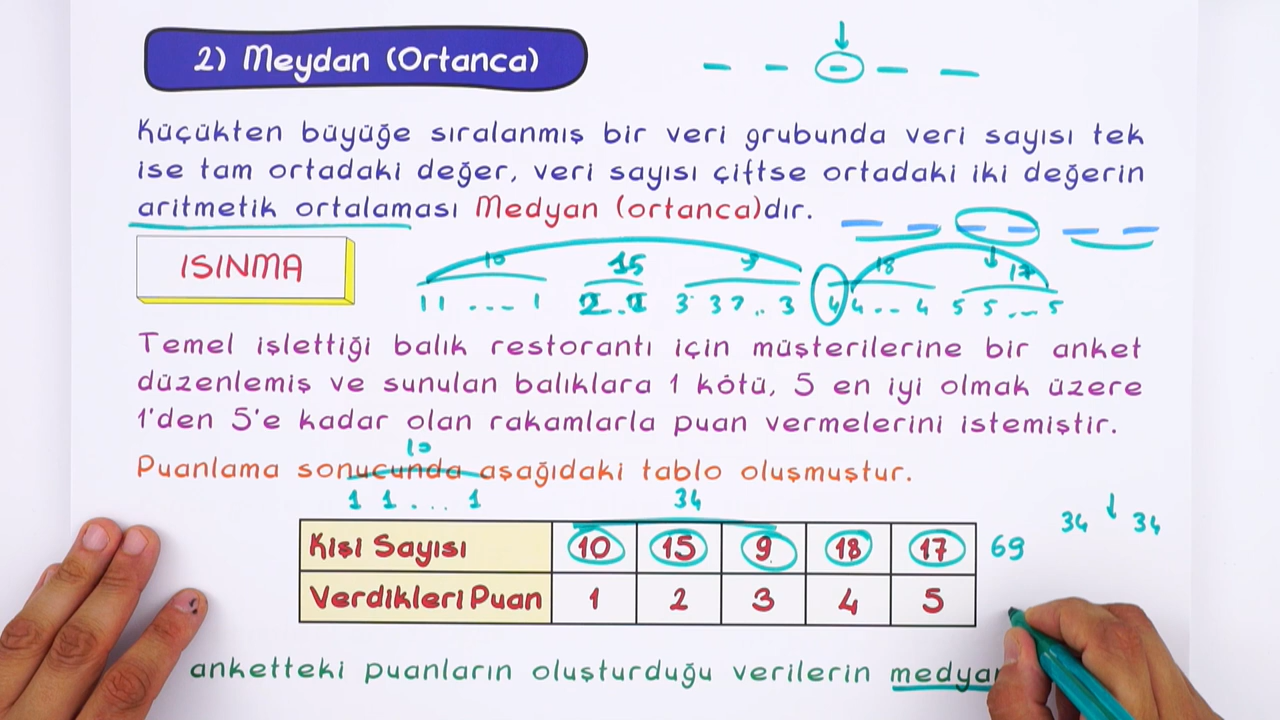 2) Meydan (Ortanca)
Küçükten büyüğe sıralanmış bir veri grubunda veri sayısı tek
ise tam ortadaki değer, veri sayısı çiftse ortadaki iki değerin
aritmetik ortalaması Medyan (ortanca)dır.
ISINMA
10 15 9 18 17
1 1 ... 1 2..2 3 3 3 .. 3 4 4 .. 4 5 5 ... 5
Temel işlettiği balık restorantı için müşterilerine bir anket
düzenlemiş ve sunulan balıklara 1 kötü, 5 en iyi olmak üzere
1'den 5'e kadar olan rakamlarla puan vermelerini istemiştir.
10
Puanlama sonucunda aşağıdaki tablo oluşmuştur.
1 1 ... 1 34
34 34
Kişi Sayısı 10 15 9 18 17 69
Verdikleri Puan 1 2 3 4 5
anketteki puanların oluşturduğu verilerin